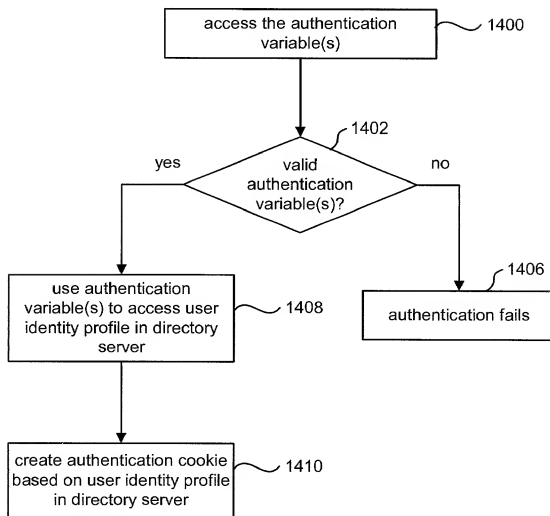 access the authentication
variable(s)
1400
1402
yes
valid
authentication
variable(s)?
no
use authentication
variable(s) to access user
identity profile in directory
server
1408
1406
authentication fails
create authentication cookie
based on user identity profile
in directory server
1410